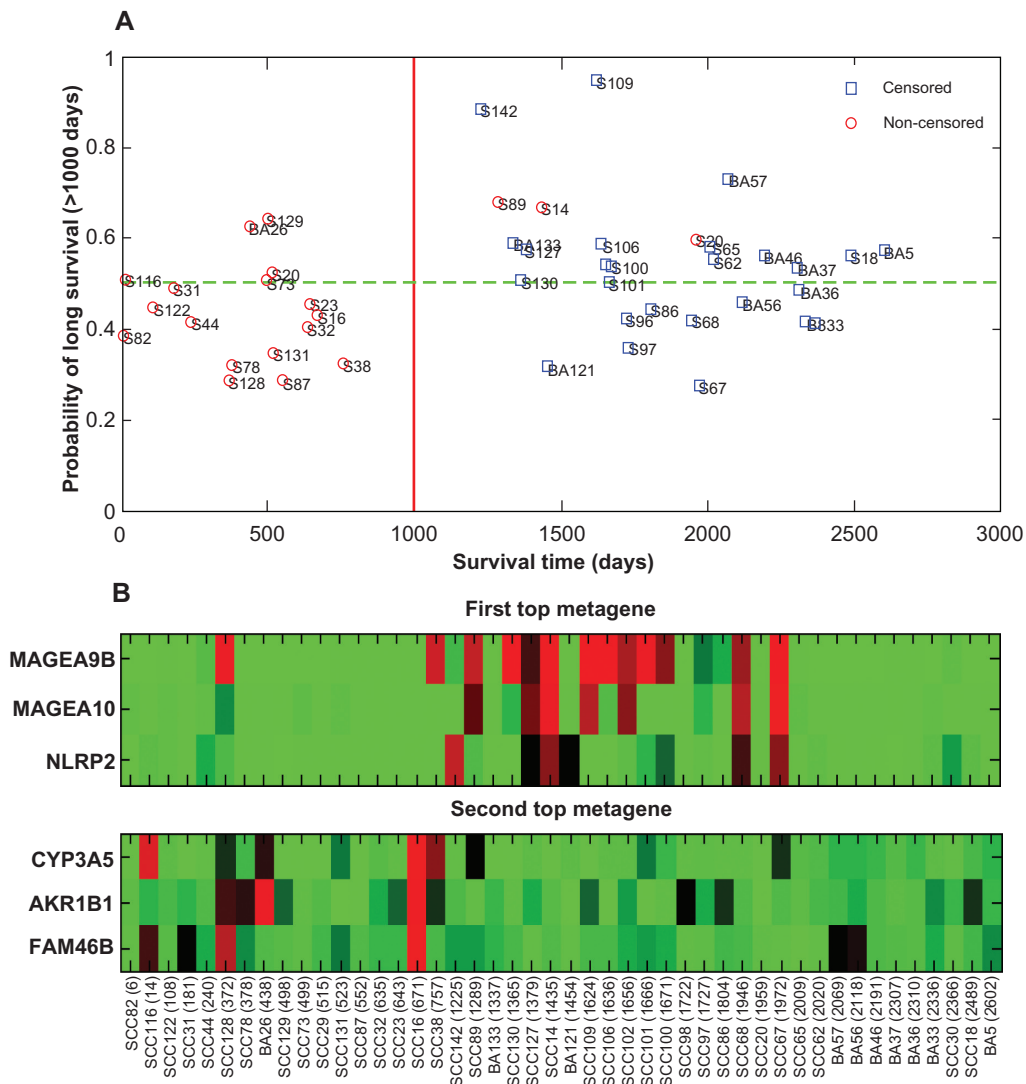 A
Probability of long survival (>1000 days)
1
0.8
0.6
0.4
0.2
0
Censored
Non-censored
S109
S142
BA57
S89
S14
S129
BA26
S20
BA133
S127
S106
S65
S62
BA46
S18
BA5
S116
S20
S73
S130
S100
S101
BA37
S31
BA36
S122
S23
S16
S86
BA56
S44
S32
S96
S68
B833
S82
S131
S97
S78
S38
BA121
S128
S87
S67
0 500 1000 1500 2000 2500 3000
Survival time (days)
B
First top metagene
MAGEA9B
MAGEA10
NLRP2
Second top metagene
CYP3A5
AKR1B1
FAM46B
SCC82 (6)
SCC116 (14)
SCC122 (108)
SCC31 (181)
SCC44 (240)
SCC128 (372)
SCC78 (378)
BA26 (438)
SCC129 (498)
SCC73 (499)
SCC29 (515)
SCC131 (523)
SCC87 (552)
SCC32 (635)
SCC23 (643)
SCC16 (671)
SCC38 (757)
SCC142 (1225)
SCC89 (1289)
BA133 (1337)
SCC130 (1365)
SCC127 (1379)
SCC14 (1435)
BA121 (1454)
SCC109 (1624)
SCC106 (1636)
SCC102 (1656)
SCC101 (1666)
SCC100 (1671)
SCC98 (1722)
SCC97 (1727)
SCC86 (1804)
SCC68 (1946)
SCC20 (1959)
SCC67 (1972)
SCC65 (2009)
SCC62 (2020)
BA57 (2069)
BA56 (2118)
BA46 (2191)
BA37 (2307)
BA36 (2310)
BA33 (2336)
SCC30 (2366)
SCC18 (2489)
BA5 (2602)